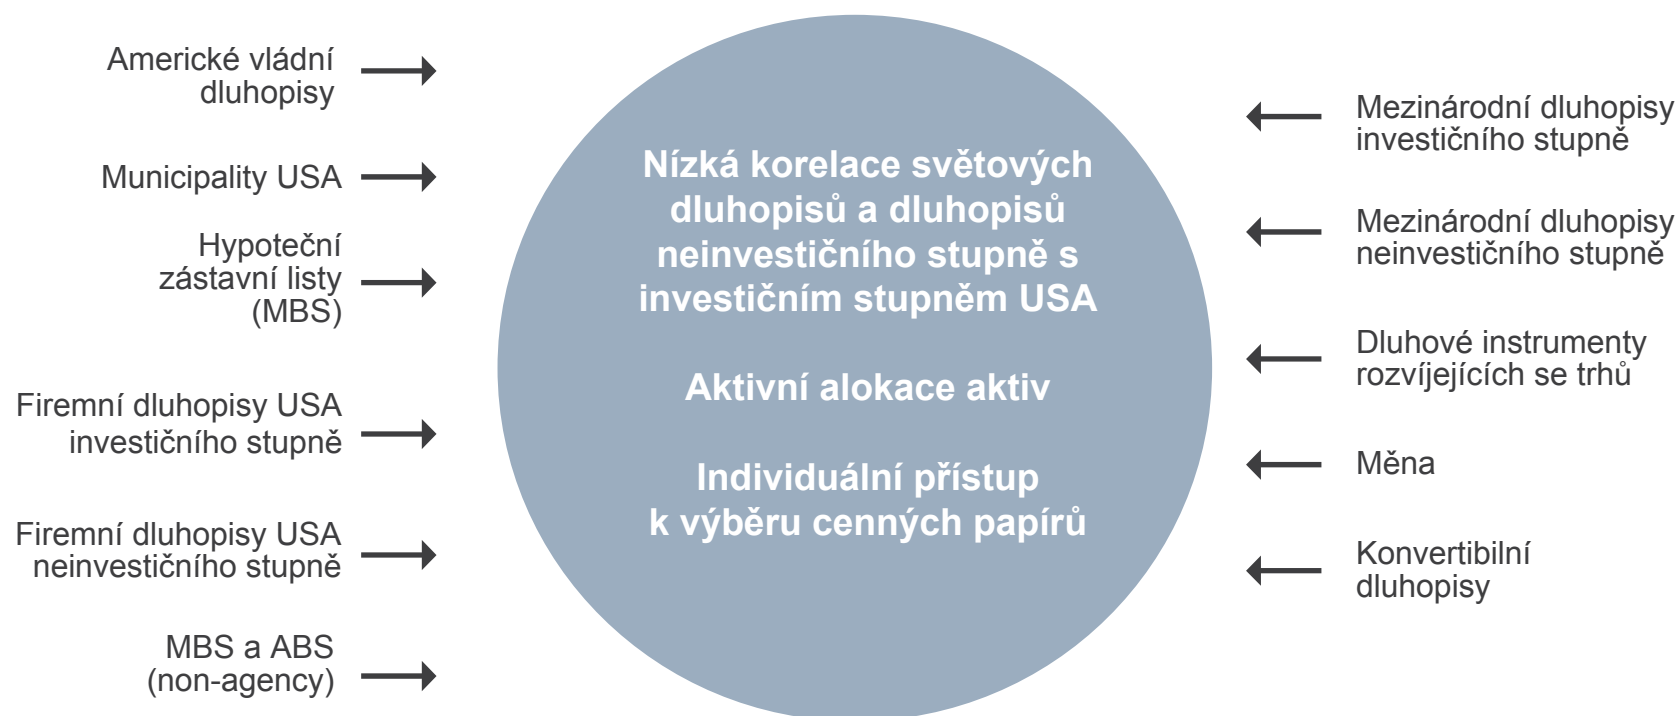 Americké vládní
dluhopisy
Municipality USA
Hypoteční
zástavní listy
(MBS)
Firemní dluhopisy USA
investičního stupně
Firemní dluhopisy USA
neinvestičního stupně
MBS a ABS
(non-agency)
Nízká korelace světových
dluhopisů a dluhopisů
neinvestičního stupně s
investičním stupněm USA
Aktivní alokace aktiv
Individuální přístup
k výběru cenných papírů
Mezinárodní dluhopisy
investičního stupně
Mezinárodní dluhopisy
neinvestičního stupně
Dluhové instrumenty
rozvíjejících se trhů
Měna
Konvertibilní
dluhopisy